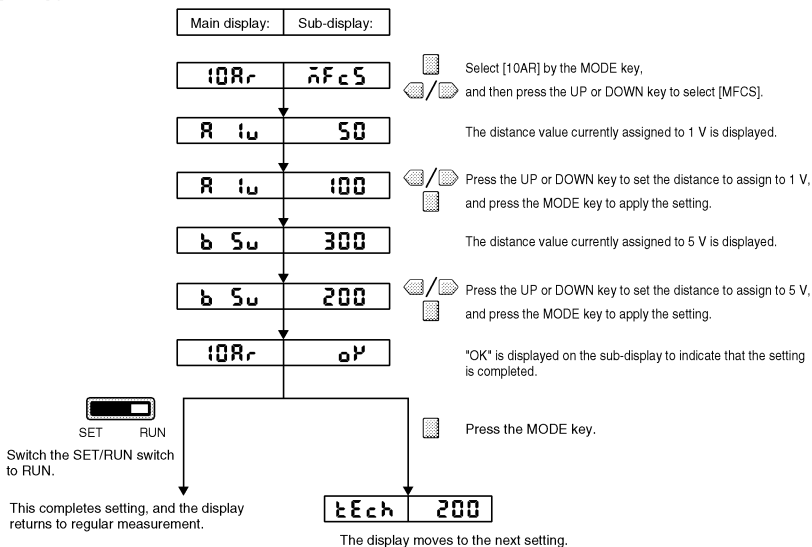 Main display: Sub-display:
10Ar MFcS
Select [10AR] by the MODE key,
/ and then press the UP or DOWN key to select [MFCS].
A 1v 50
The distance value currently assigned to 1 V is displayed.
A 1v 100
/ Press the UP or DOWN key to set the distance to assign to 1 V,
and press the MODE key to apply the setting.
b 5v 300
The distance value currently assigned to 5 V is displayed.
b 5v 200
/ Press the UP or DOWN key to set the distance to assign to 5 V,
and press the MODE key to apply the setting.
10Ar oK
"OK" is displayed on the sub-display to indicate that the setting
is completed.
SET RUN
Switch the SET/RUN switch
to RUN.
Press the MODE key.
This completes setting, and the display
returns to regular measurement.
tEch 200
The display moves to the next setting.